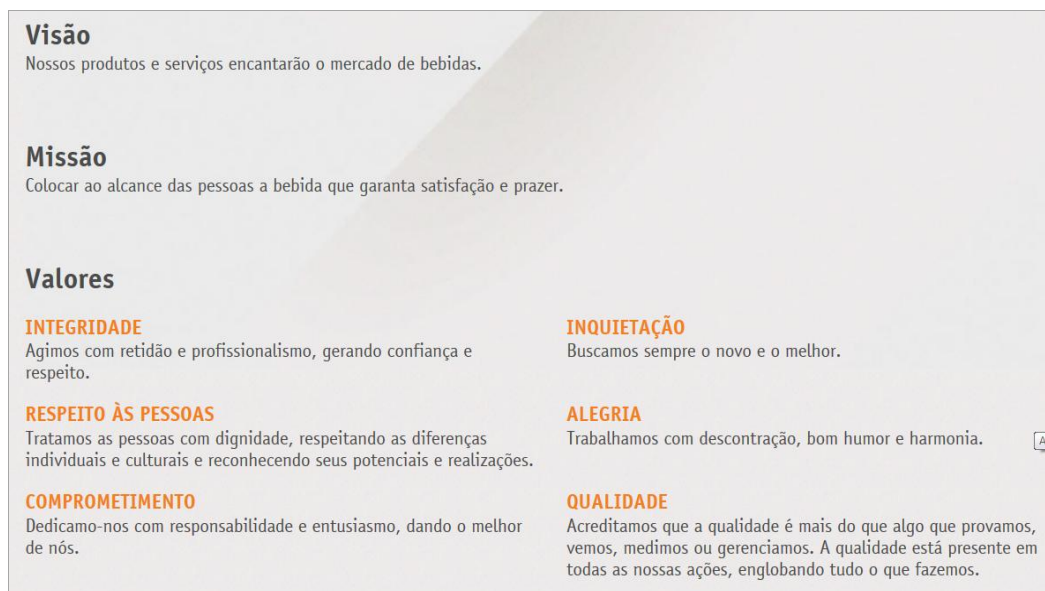 Visão
Nossos produtos e serviços encantarão o mercado de bebidas.
Missão
Colocar ao alcance das pessoas a bebida que garanta satisfação e prazer.
Valores
INTEGRIDADE
Agimos com retidão e profissionalismo, gerando confiança e
respeito.
RESPEITO ÀS PESSOAS
Tratamos as pessoas com dignidade, respeitando as diferenças
individuais e culturais e reconhecendo seus potenciais e realizações.
COMPROMETIMENTO
Dedicamo-nos com responsabilidade e entusiasmo, dando o melhor
de nós.
INQUIETAÇÃO
Buscamos sempre o novo e o melhor.
ALEGRIA
Trabalhamos com descontração, bom humor e harmonia.
A
QUALIDADE
Acreditamos que a qualidade é mais do que algo que provamos,
vemos, medimos ou gerenciamos. A qualidade está presente em
todas as nossas ações, englobando tudo o que fazemos.